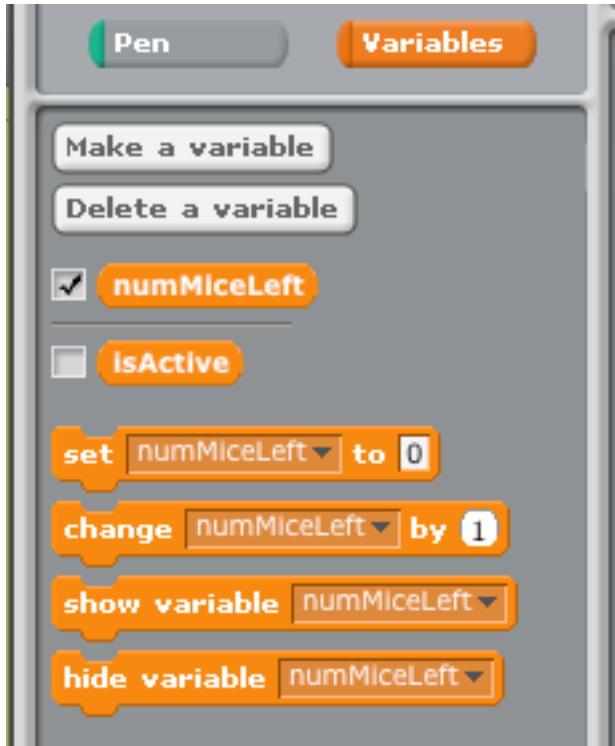 Pen Variables
Make a variable
Delete a variable
numMiceLeft
isActive
set numMiceLeft to 0
change numMiceLeft by 1
show variable numMiceLeft
hide variable numMiceLeft